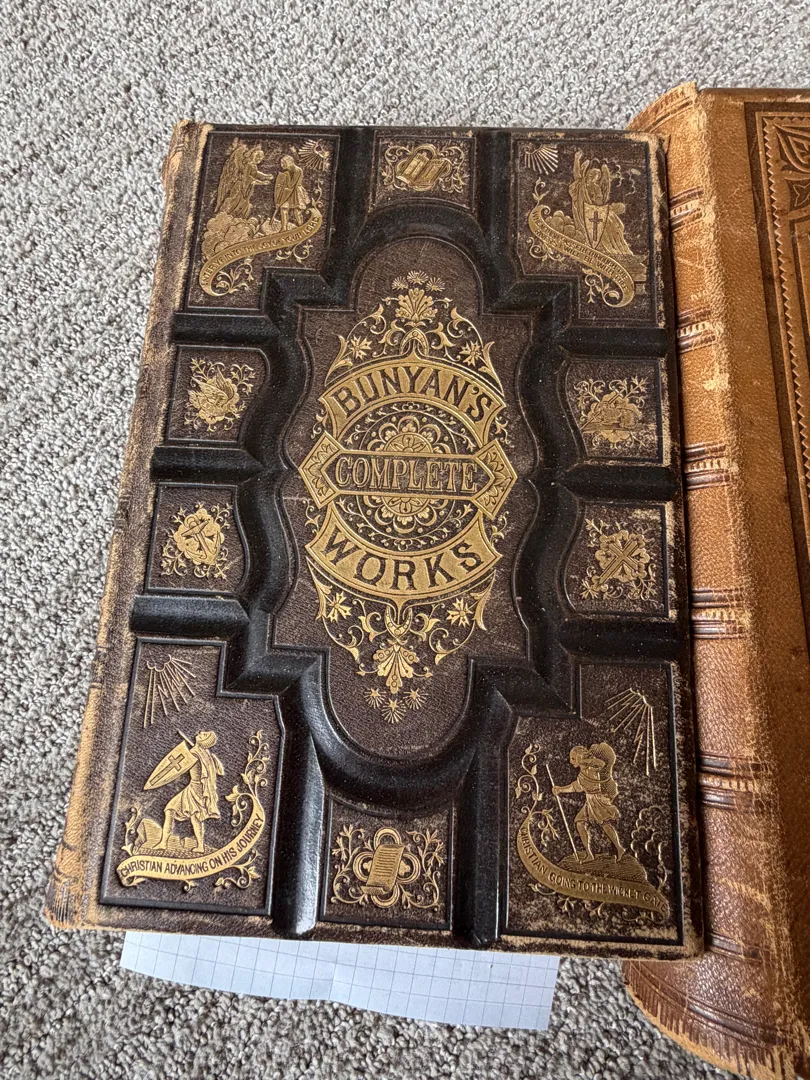 BUNYAN'S
COMPLETE
WORKS
CHRISTIAN ADVANCING ON HIS JOURNEY
CHRISTIAN GOING TO THE WICKET GATE